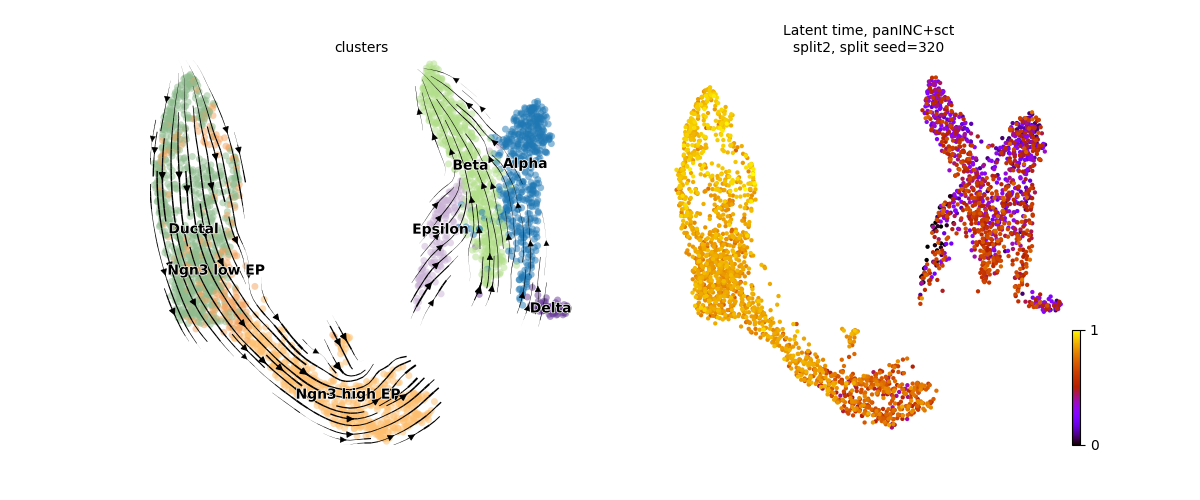 clusters
Beta
Alpha
Epsilon
Ductal
Ngn3 low EP
Delta
Ngn3 high EP
Latent time, panINC+sct
split2, split seed=320
1
0